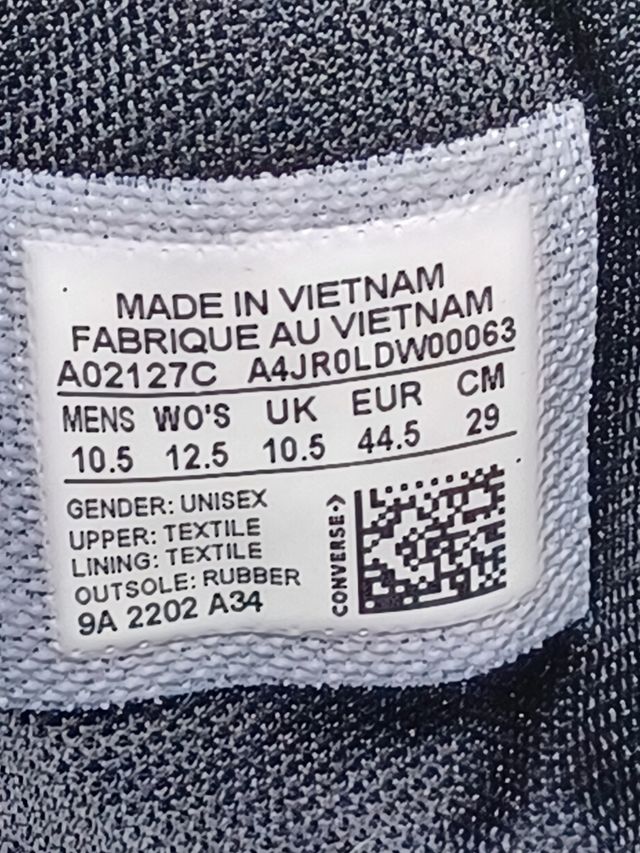 MADE IN VIETNAM
FABRIQUE AU VIETNAM
A02127C A4JR0LDW00063
MENS WO'S UK EUR CM
10.5 12.5 10.5 44.5 29
GENDER: UNISEX
UPPER: TEXTILE
LINING: TEXTILE
OUTSOLE: RUBBER
9A 2202 A34
CONVERSE